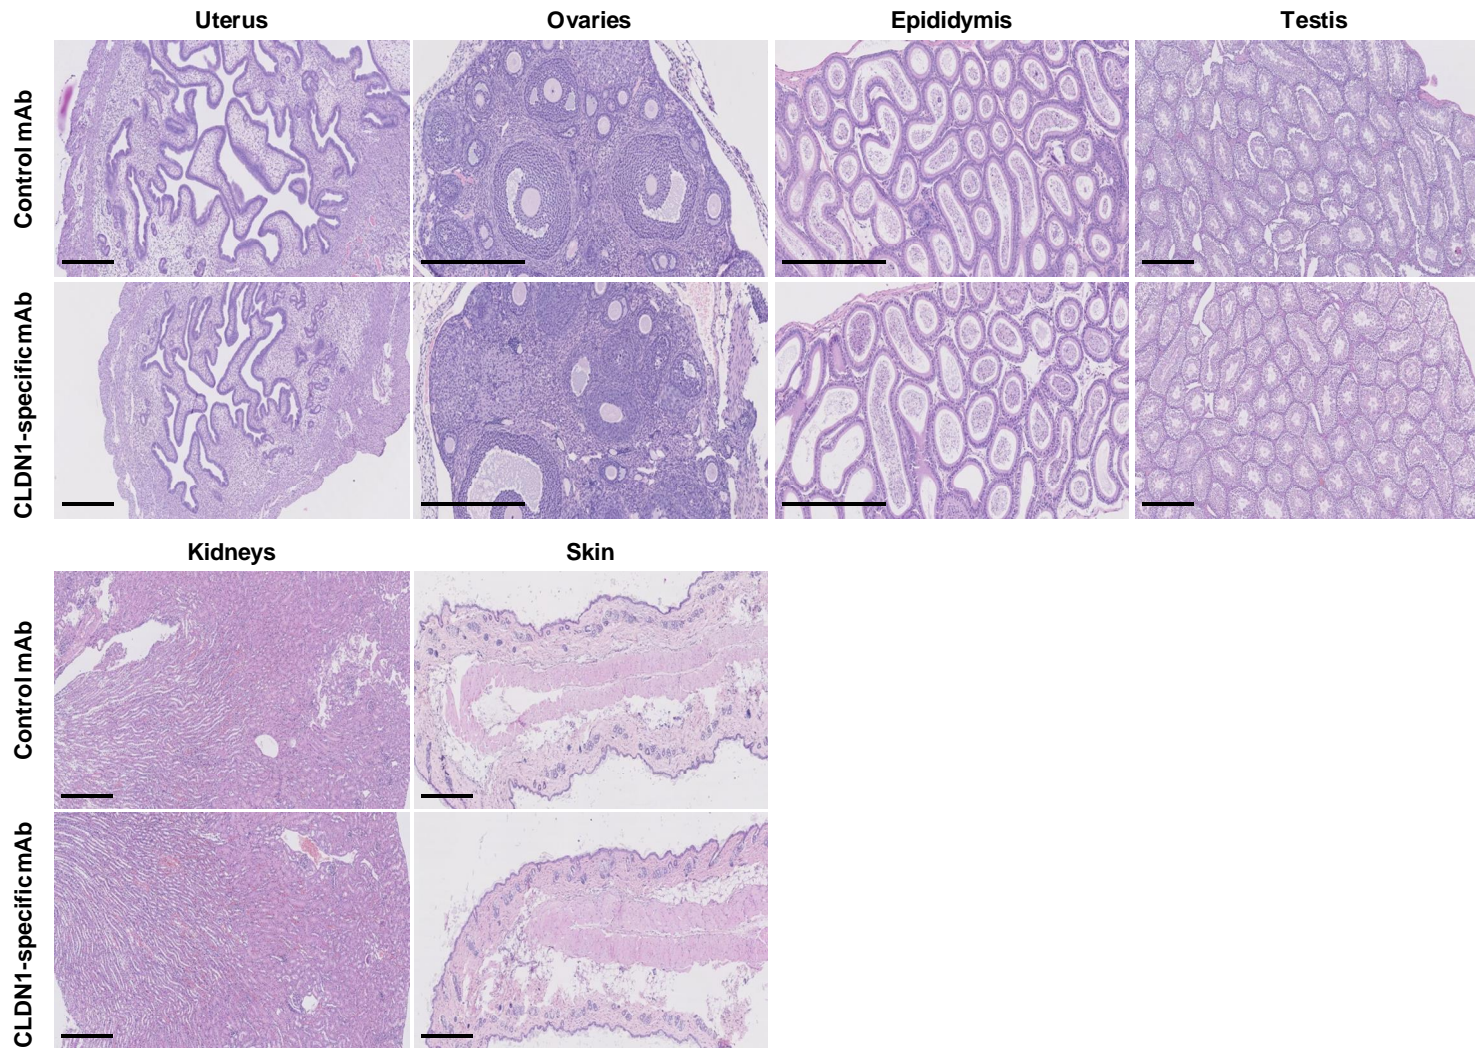 Uterus
Ovaries
Epididymis
Testis
Control mAb
CLDN1-specific mAb
Kidneys
Skin
Control mAb
CLDN1-specific mAb